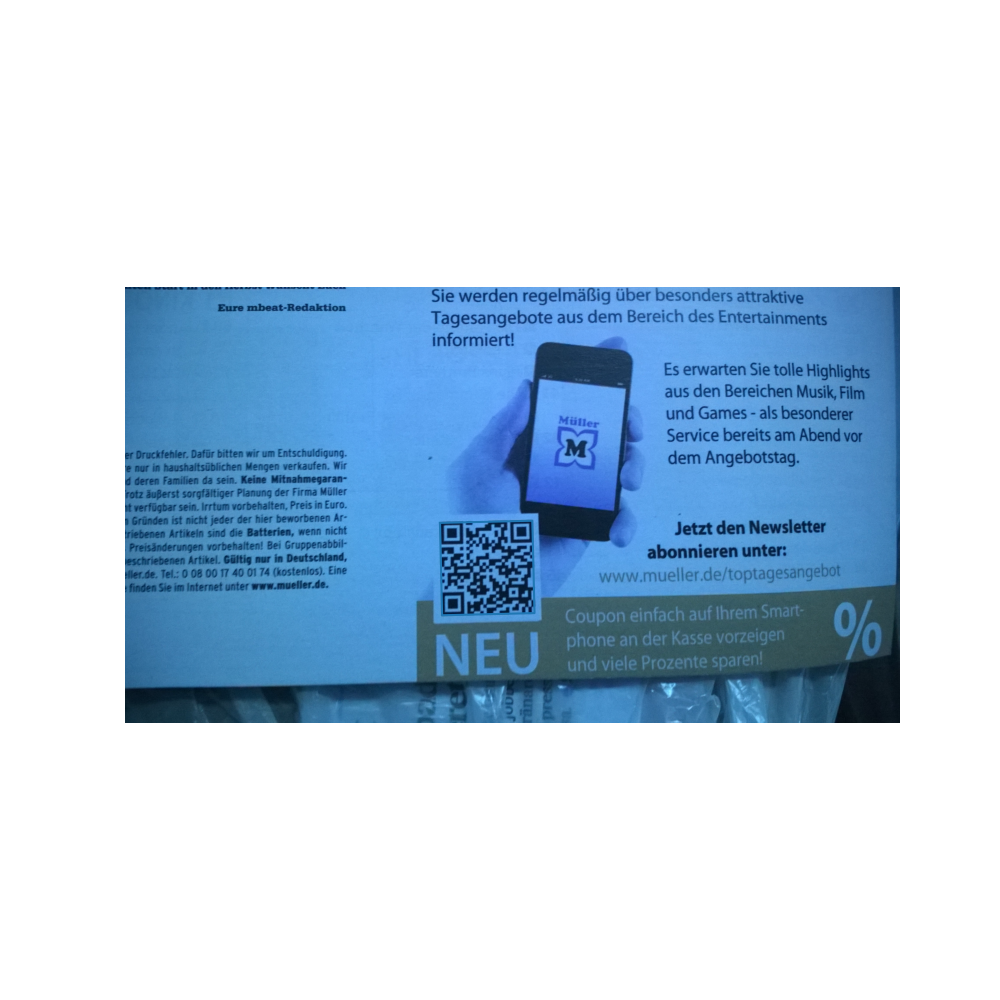 Eure mbeat-Redaktion
er Druckfehler. Dafür bitten wir um Entschuldigung.
e nur in haushaltsüblichen Mengen verkaufen. Wir
d deren Familien da sein. Keine Mitnahmegaran-
rotz äußerst sorgfältiger Planung der Firma Müller
t verfügbar sein. Irrtum vorbehalten, Preis in Euro.
n Gründen ist nicht jeder der hier beworbenen Ar-
riebenen Artikeln sind die Batterien, wenn nicht
Preisänderungen vorbehalten! Bei Gruppenabbil-
eschriebenen Artikel. Gültig nur in Deutschland,
ller.de. Tel.: 0 08 00 17 40 01 74 (kostenlos). Eine
finden Sie im Internet unter www.mueller.de.
Sie werden regelmäßig über besonders attraktive
Tagesangebote aus dem Bereich des Entertainments
informiert!
Müller
M
Es erwarten Sie tolle Highlights
aus den Bereichen Musik, Film
und Games - als besonderer
Service bereits am Abend vor
dem Angebotstag.
Jetzt den Newsletter
abonnieren unter:
www.mueller.de/toptagesangebot
NEU
Coupon einfach auf Ihrem Smart-
phone an der Kasse vorzeigen
und viele Prozente sparen!
%